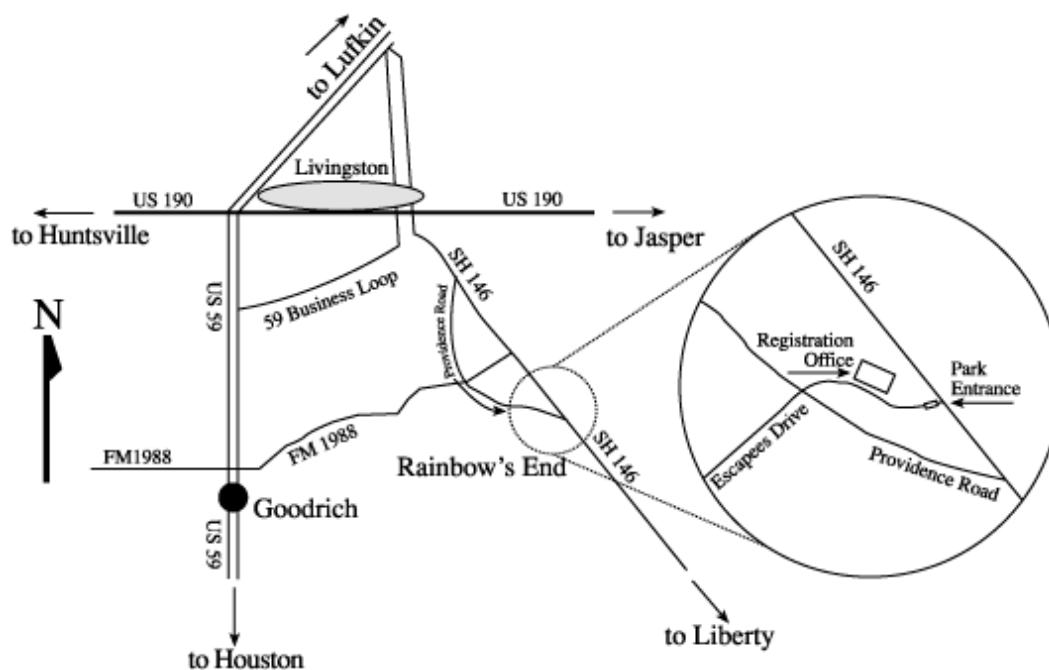 to Lufkin
Livingston
US 190
US 190
to Huntsville
to Jasper
SH 146
SH 146
US 59
59 Business Loop
N
Providence Road
Registration
Office
Park
Entrance
FM1988
FM 1988
Rainbow's End
SH 146
Escapees Drive
Providence Road
Goodrich
US 59
to Houston
to Liberty